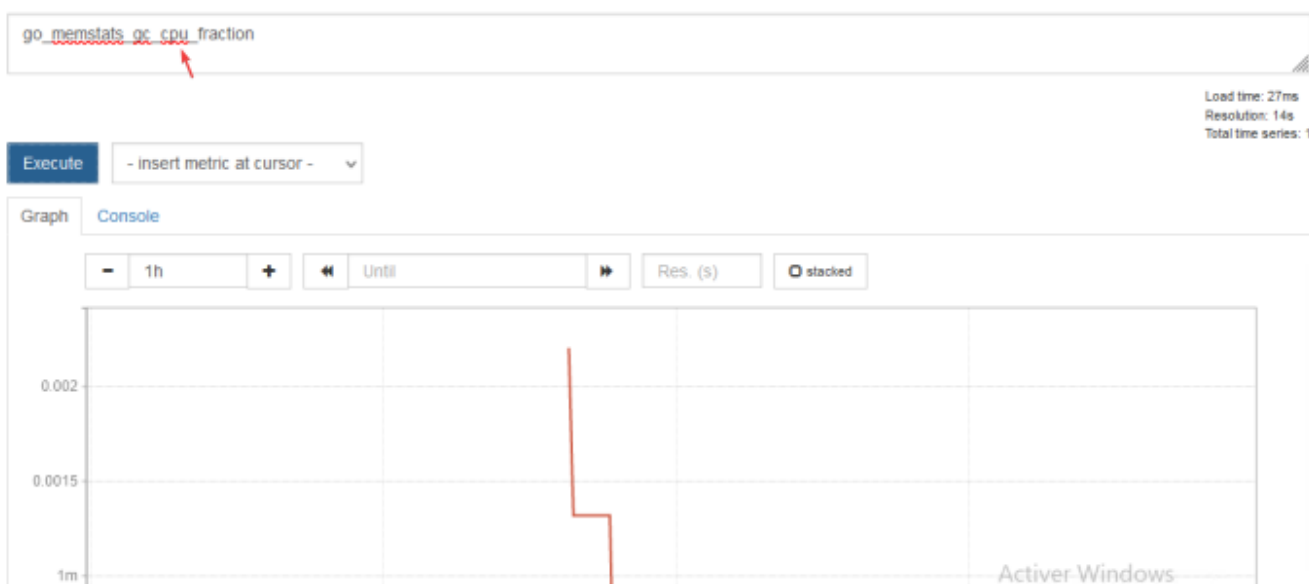 go_memstats_gc_cpu_fraction
Load time: 27ms
Resolution: 14s
Total time series: 1
Execute - insert metric at cursor -
Graph Console
1h Until Res. (s) stacked
0.002
0.0015
1m
Activer Windows